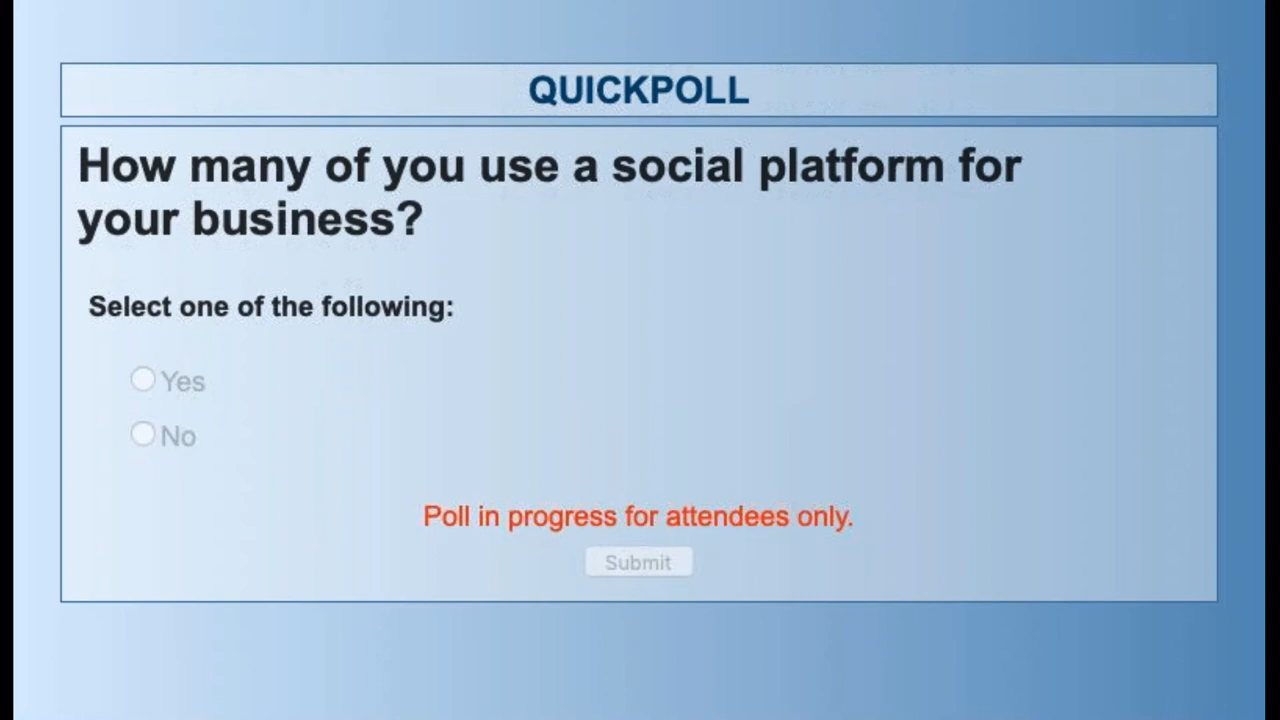 QUICKPOLL
How many of you use a social platform for
your business?
Select one of the following:
Yes
No
Poll in progress for attendees only.
Submit